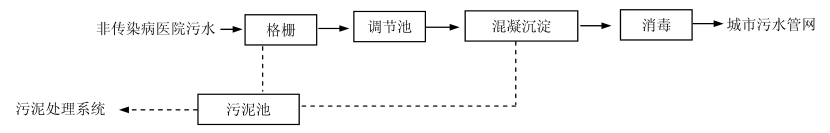 非传染病医院污水
格栅
调节池
混凝沉淀
消毒
城市污水管网
污泥处理系统
污泥池